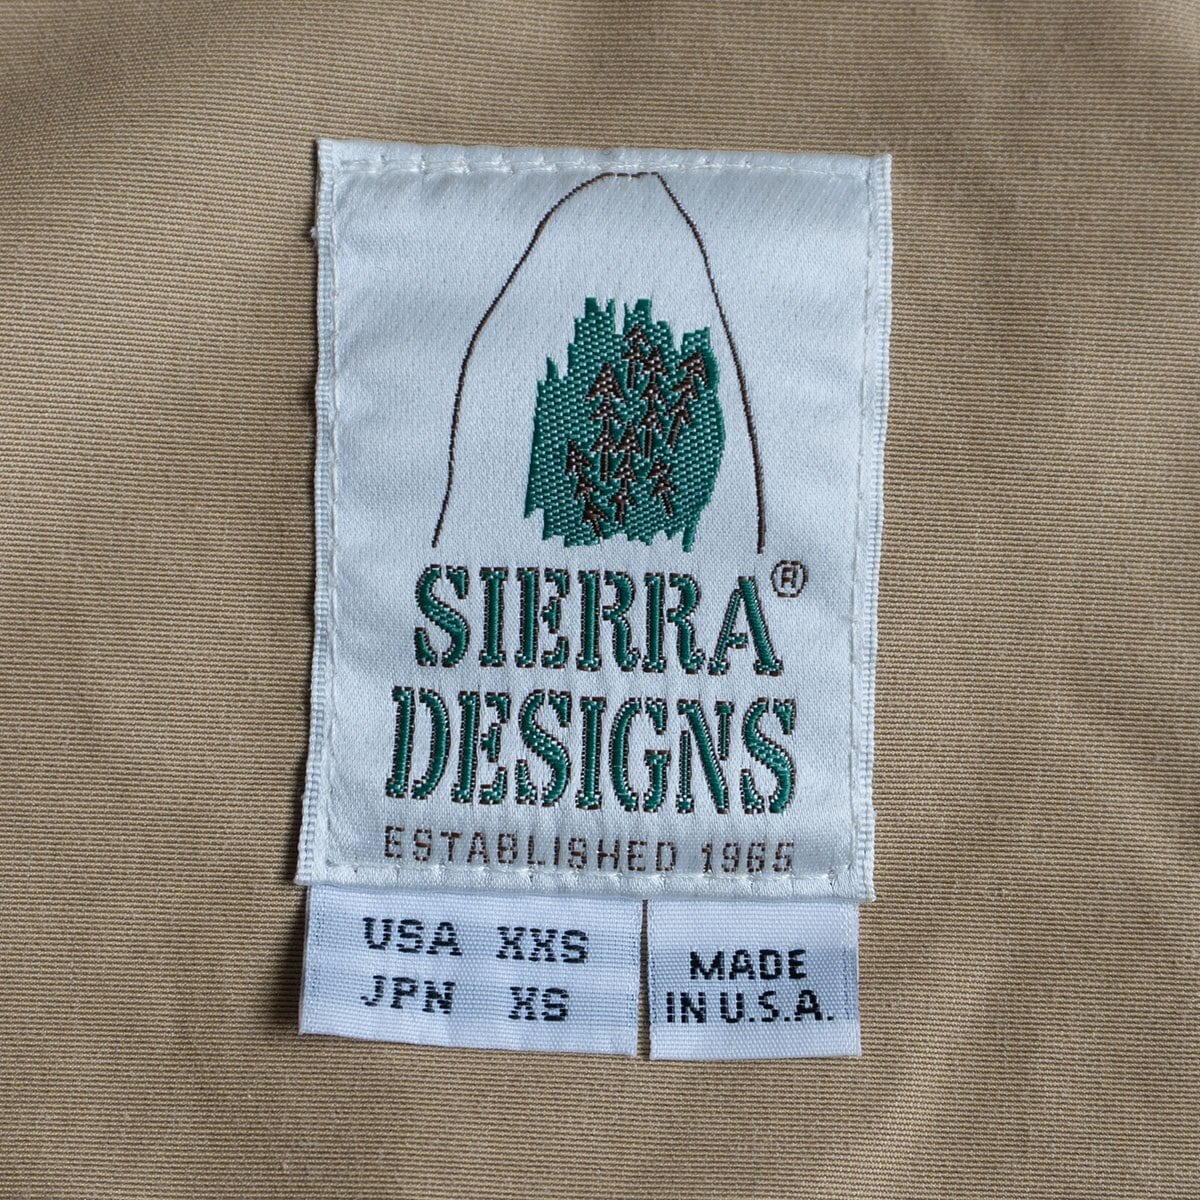 SIERRA®
DESIGNS
ESTABLISHED 1965
USA XXS
JPN XS
MADE
IN U.S.A.